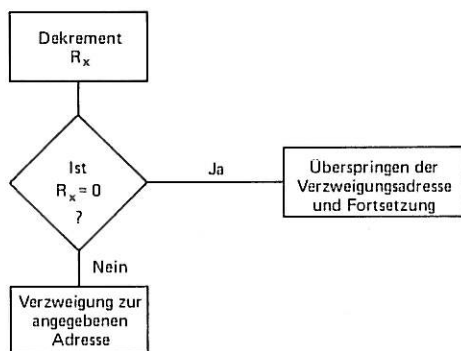 Dekrement
Rx
Ist
Rx = 0
?
Ja
Überspringen der
Verzweigungsadresse
und Fortsetzung
Nein
Verzweigung zur
angegebenen
Adresse